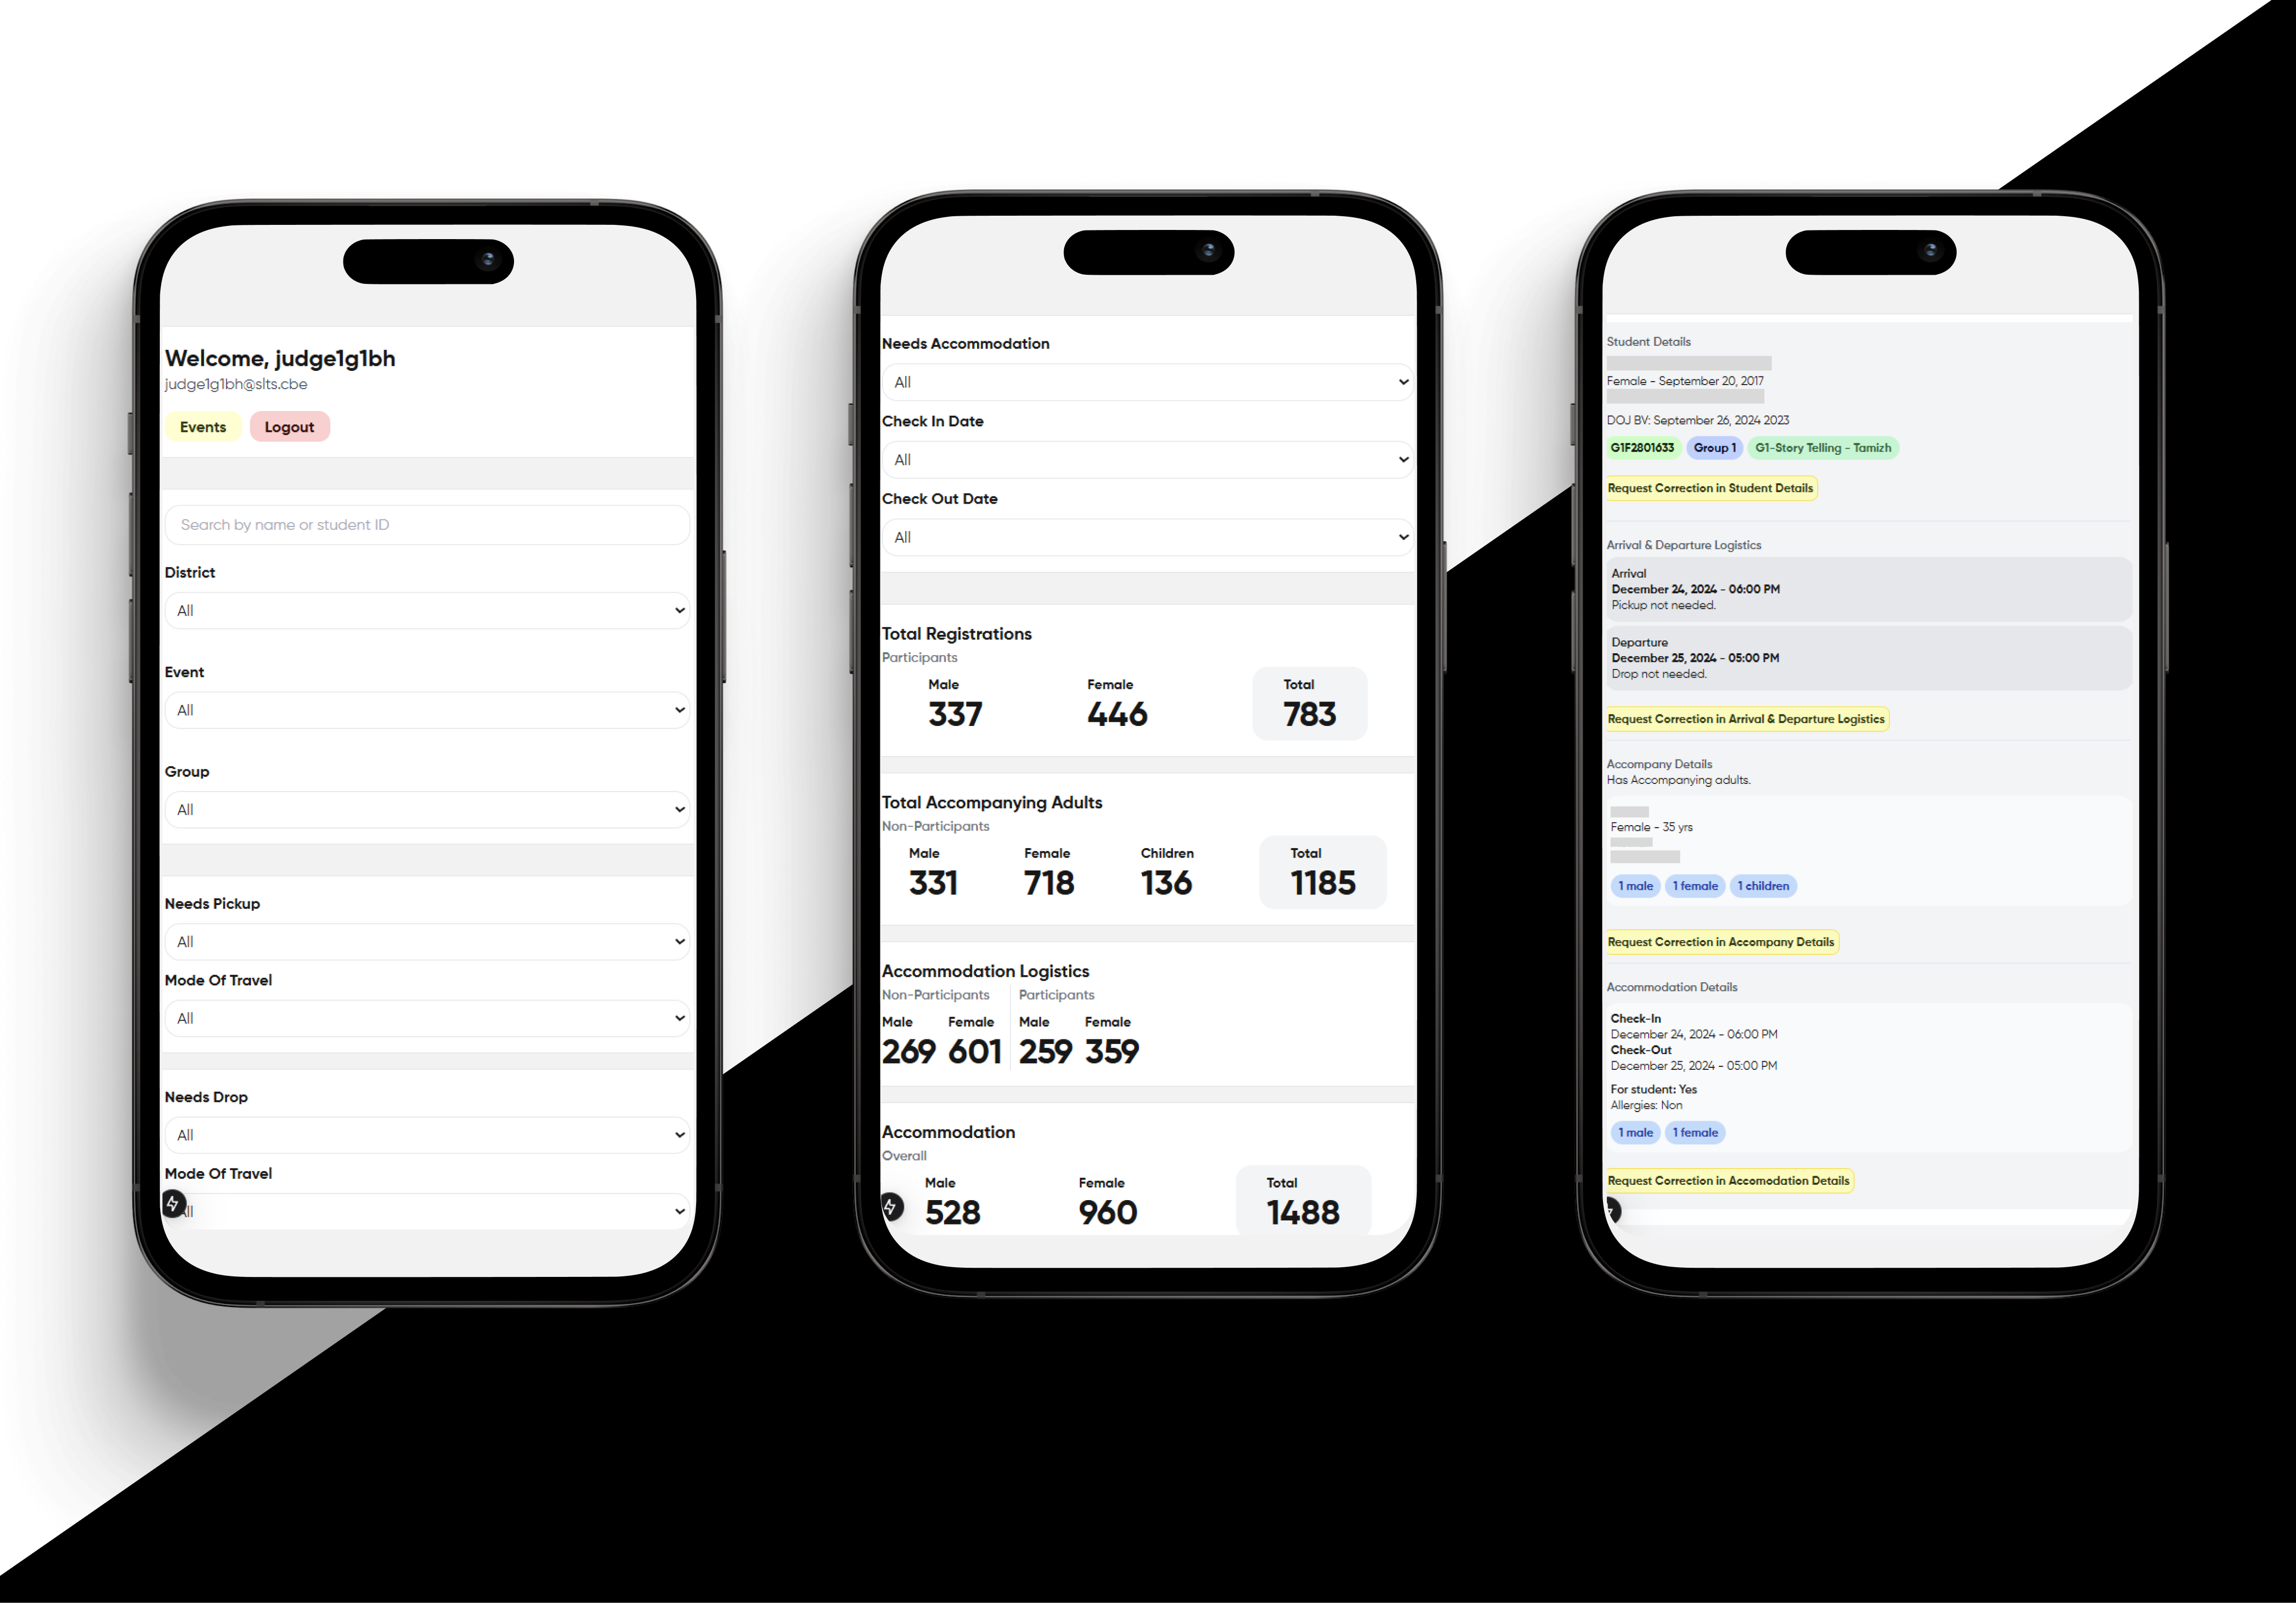 Welcome, judge1g1bh
judge1g1bh@slts.cbe
Events Logout
Search by name or student ID
District
All
Event
All
Group
All
Needs Pickup
All
Mode Of Travel
All
Needs Drop
All
Mode Of Travel
All
Needs Accommodation
All
Check In Date
All
Check Out Date
All
Total Registrations
Participants
Male Female Total
337 446 783
Total Accompanying Adults
Non-Participants
Male Female Children Total
331 718 136 1185
Accommodation Logistics
Non-Participants Participants
Male Female Male Female
269 601 259 359
Accommodation
Overall
Male Female Total
528 960 1488
Student Details
Female - September 20, 2017
DOJ BV: September 26, 2024 2023
G1F2801633 Group 1 G1-Story Telling - Tamizh
Request Correction in Student Details
Arrival & Departure Logistics
Arrival
December 24, 2024 - 06:00 PM
Pickup not needed.
Departure
December 25, 2024 - 05:00 PM
Drop not needed.
Request Correction in Arrival & Departure Logistics
Accompany Details
Has Accompanying adults.
Female - 35 yrs
1 male 1 female 1 children
Request Correction in Accompany Details
Accommodation Details
Check-In
December 24, 2024 - 06:00 PM
Check-Out
December 25, 2024 - 05:00 PM
For student: Yes
Allergies: Non
1 male 1 female
Request Correction in Accomodation Details